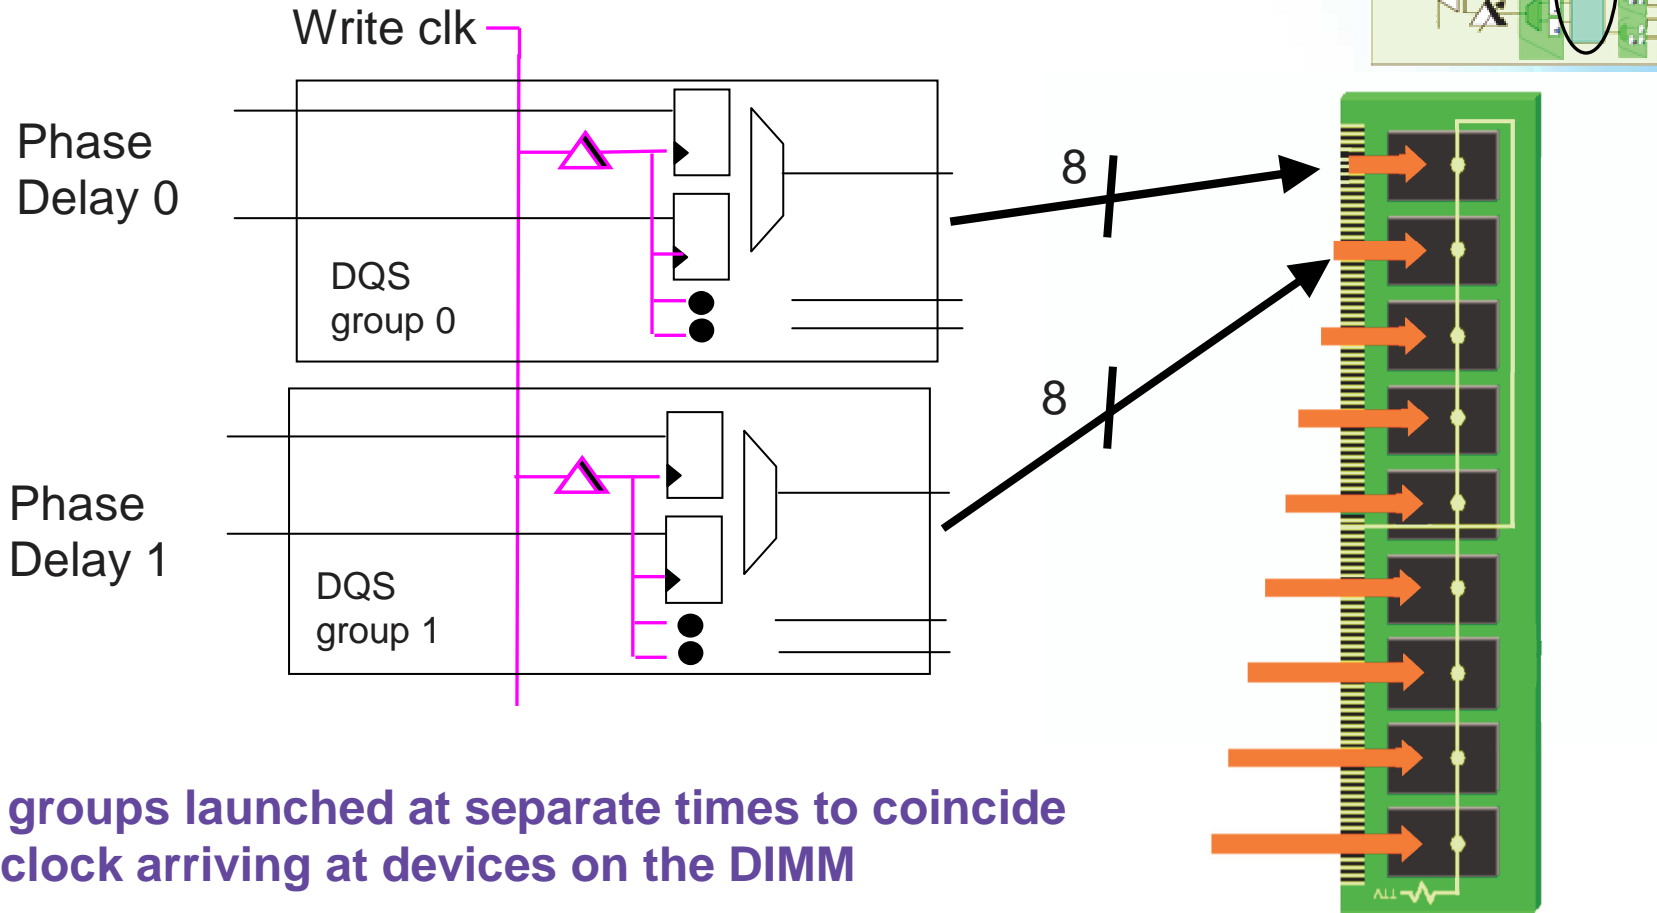 Write clk
Phase
Delay 0
DQS
group 0
8
Phase
Delay 1
DQS
group 1
8
groups launched at separate times to coincide
clock arriving at devices on the DIMM
VTT